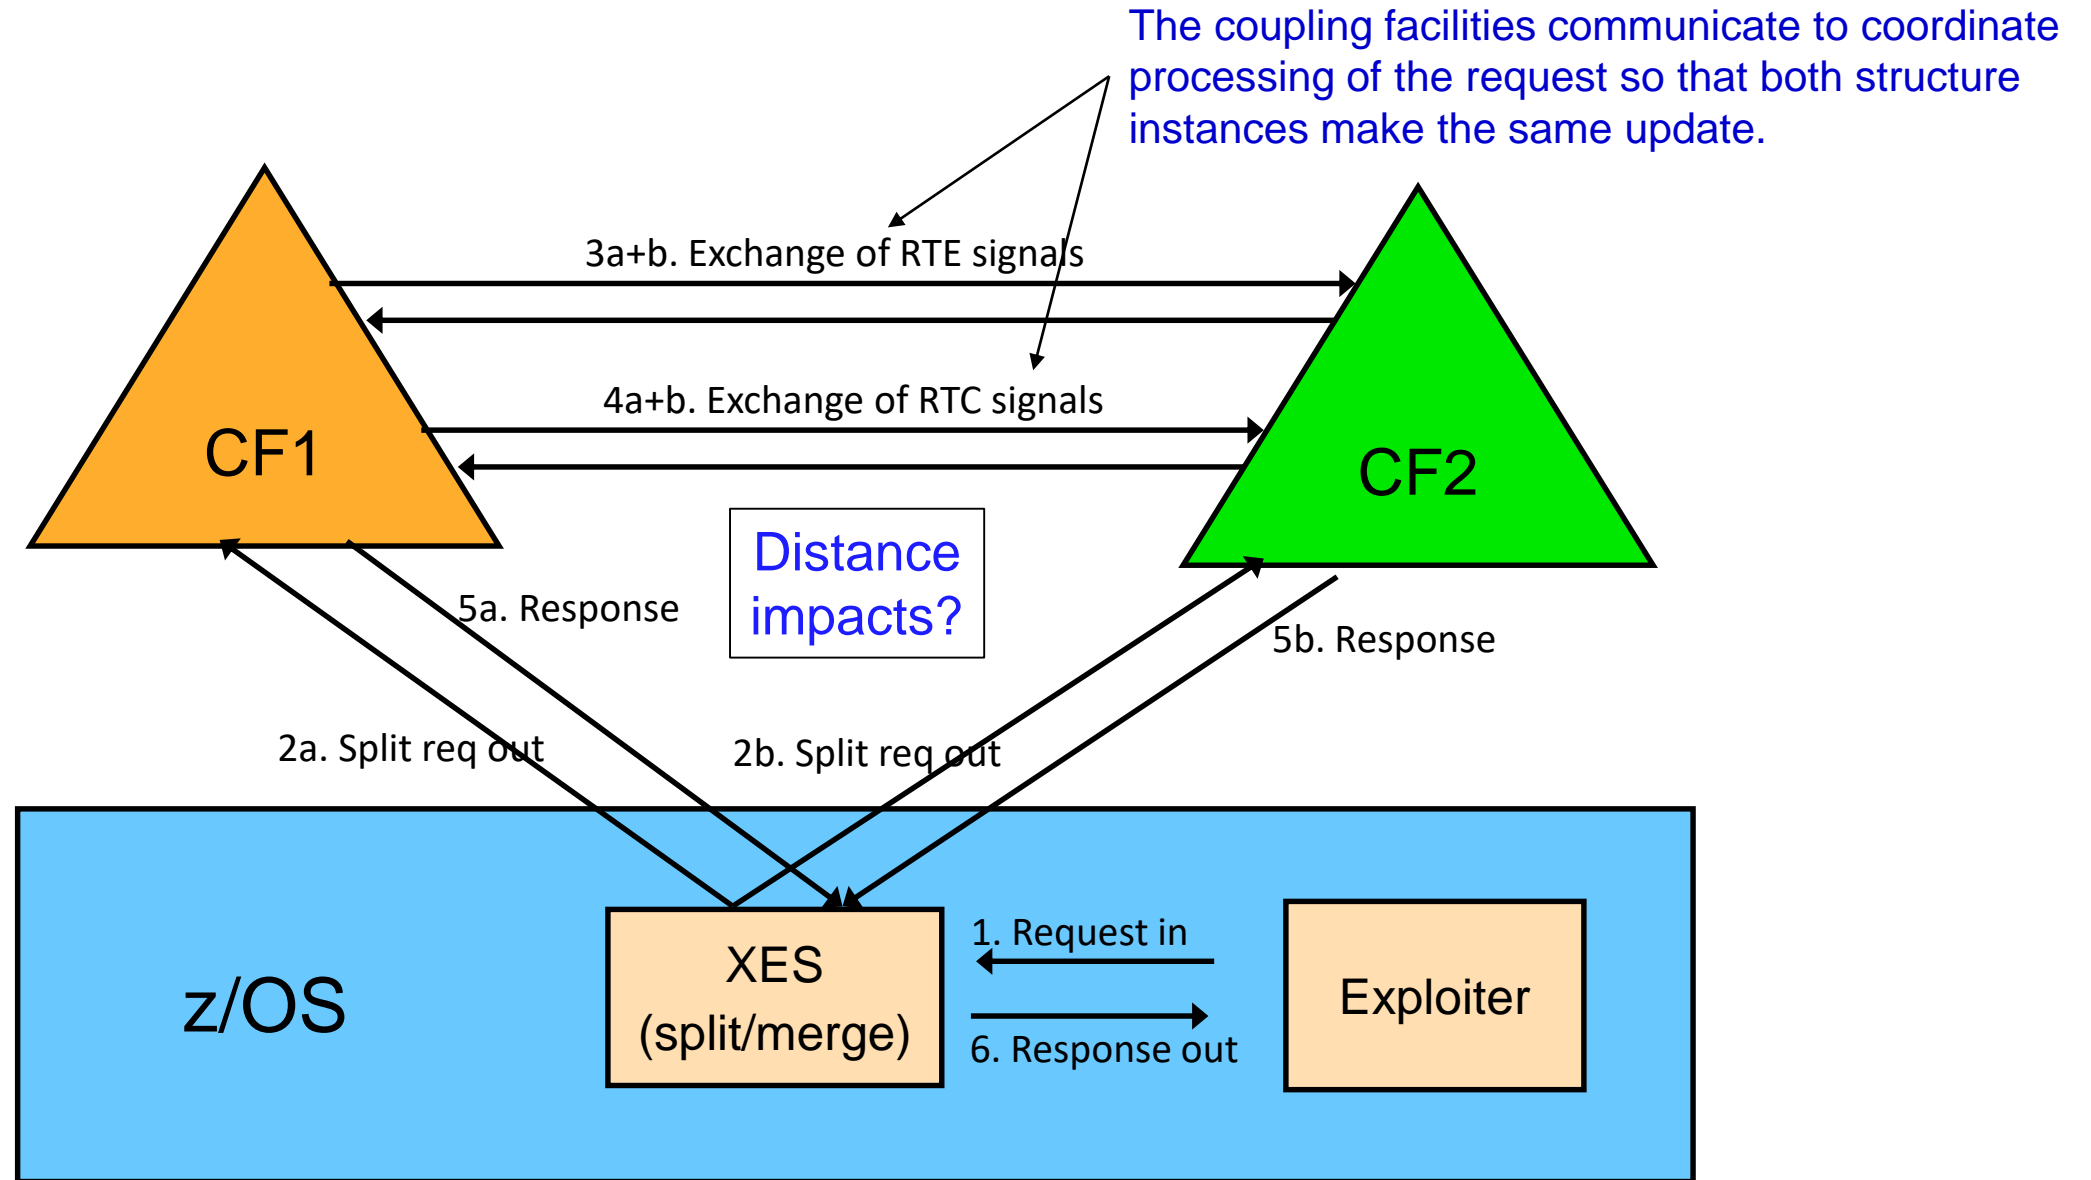 The coupling facilities communicate to coordinate
processing of the request so that both structure
instances make the same update.
3a+b. Exchange of RTE signals
4a+b. Exchange of RTC signals
CF1
CF2
Distance
impacts?
5a. Response
5b. Response
2a. Split req out
2b. Split req out
z/OS
XES
(split/merge)
1. Request in
6. Response out
Exploiter